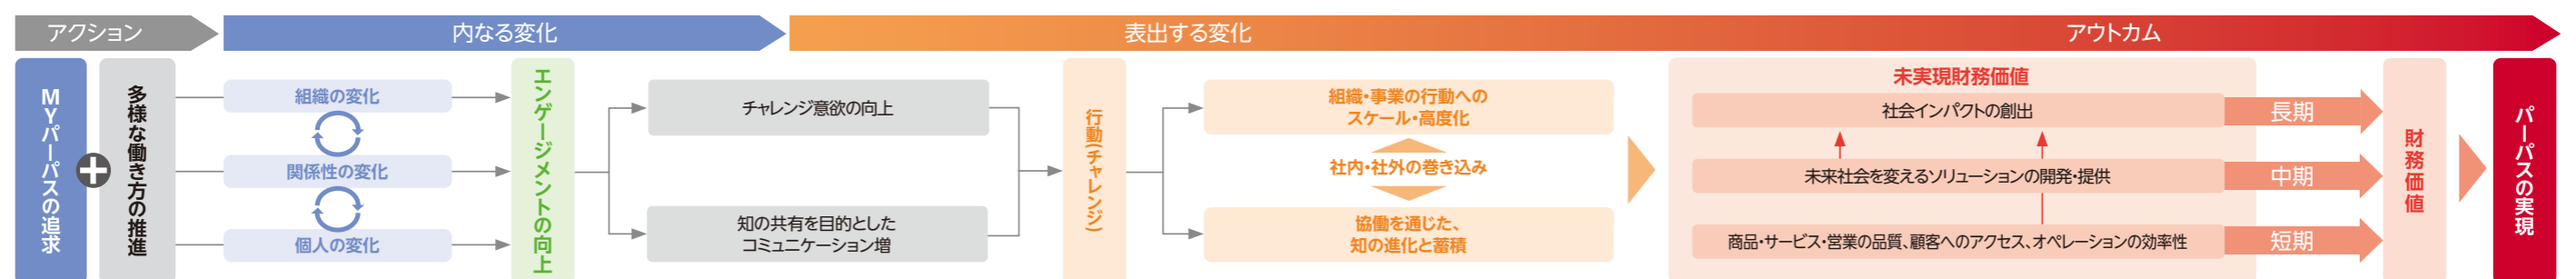 アクション
内なる変化
表出する変化
アウトカム
MYパーパスの追求
多様な働き方の推進
組織の変化
関係性の変化
個人の変化
エンゲージメントの向上
チャレンジ意欲の向上
知の共有を目的とした
コミュニケーション増
行動(チャレンジ)
組織・事業の行動への
スケール・高度化
社内・社外の巻き込み
協働を通じた、
知の進化と蓄積
未実現財務価値
社会インパクトの創出
長期
未来社会を変えるソリューションの開発・提供
中期
商品・サービス・営業の品質、顧客へのアクセス、オペレーションの効率性
短期
財務価値
パーパスの実現